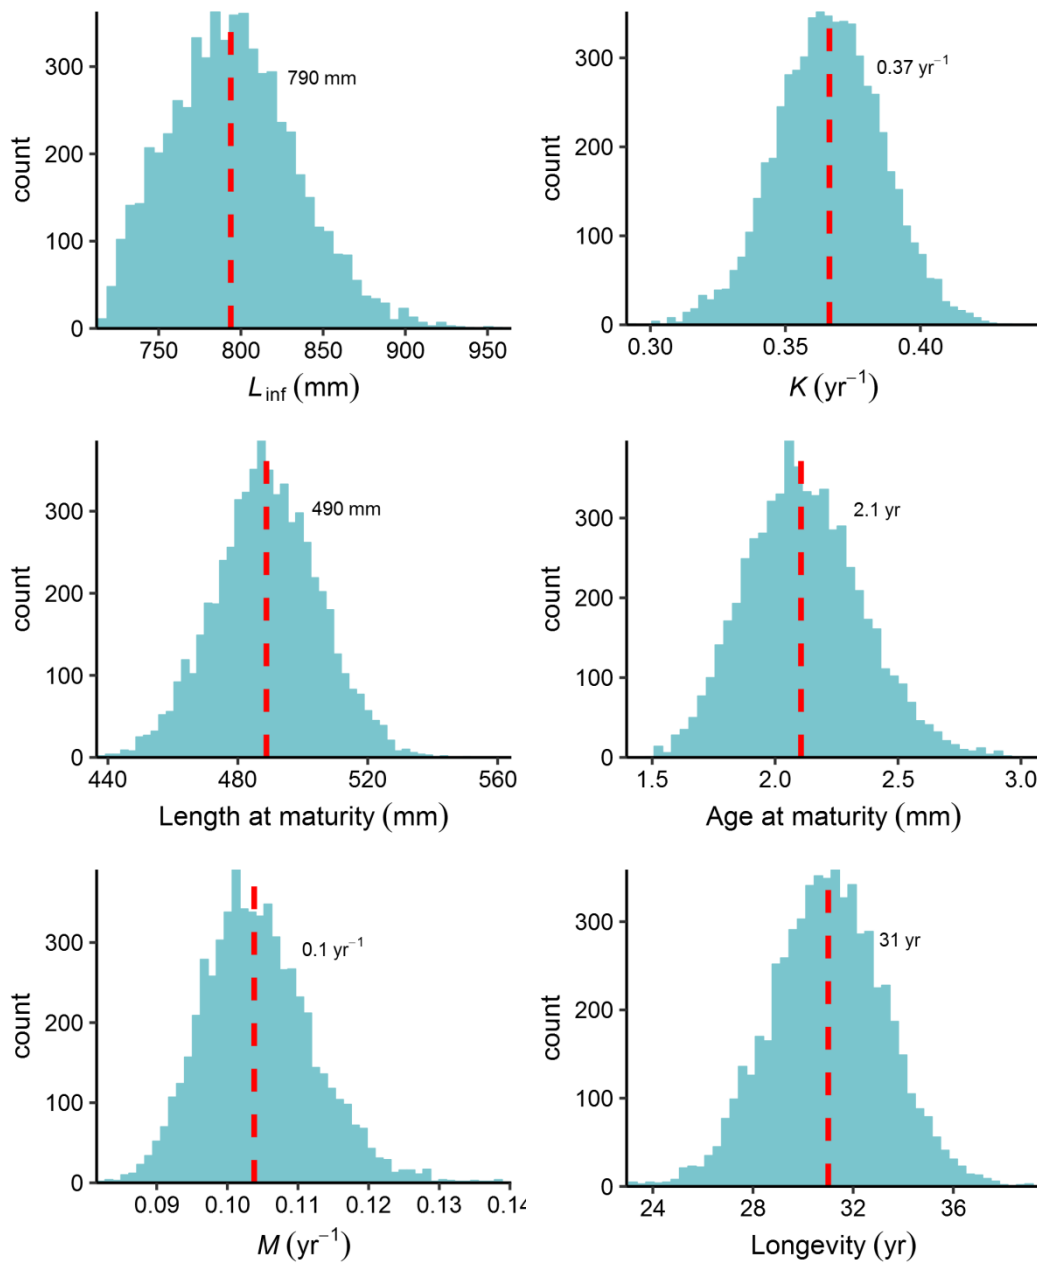 300
200
100
0
count
790 mm
750 800 850 900 950
L_inf (mm)
300
200
100
0
count
0.37 yr⁻¹
0.30 0.35 0.40
K (yr⁻¹)
300
200
100
0
count
490 mm
440 480 520 560
Length at maturity (mm)
300
200
100
0
count
2.1 yr
1.5 2.0 2.5 3.0
Age at maturity (mm)
300
200
100
0
count
0.1 yr⁻¹
0.09 0.10 0.11 0.12 0.13 0.14
M (yr⁻¹)
300
200
100
0
count
31 yr
24 28 32 36
Longevity (yr)